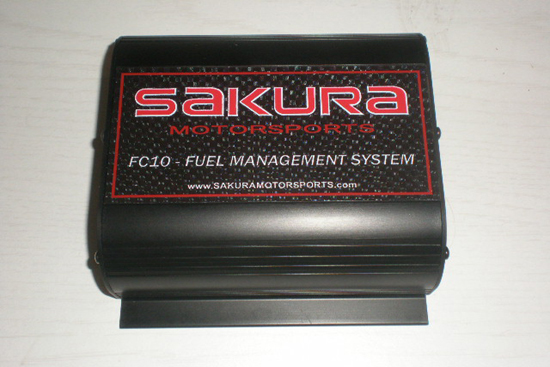 SAKURA
MOTORSPORTS
FC10 - FUEL MANAGEMENT SYSTEM
www.SAKURAMOTORSPORTS.com